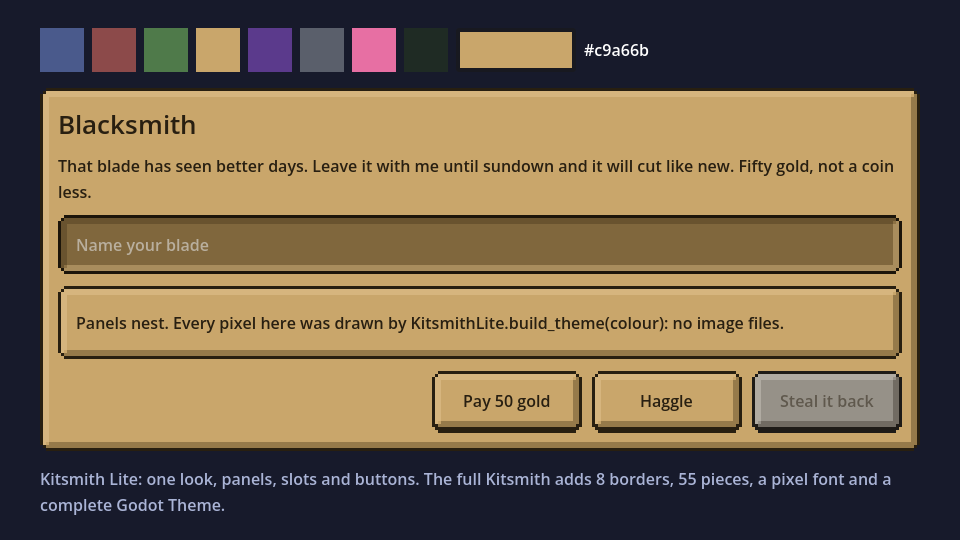 #c9a66b
Blacksmith
That blade has seen better days. Leave it with me until sundown and it will cut like new. Fifty gold, not a coin
less.
Name your blade
Panels nest. Every pixel here was drawn by KitsmithLite.build_theme(colour): no image files.
Pay 50 gold
Haggle
Steal it back
Kitsmith Lite: one look, panels, slots and buttons. The full Kitsmith adds 8 borders, 55 pieces, a pixel font and a
complete Godot Theme.